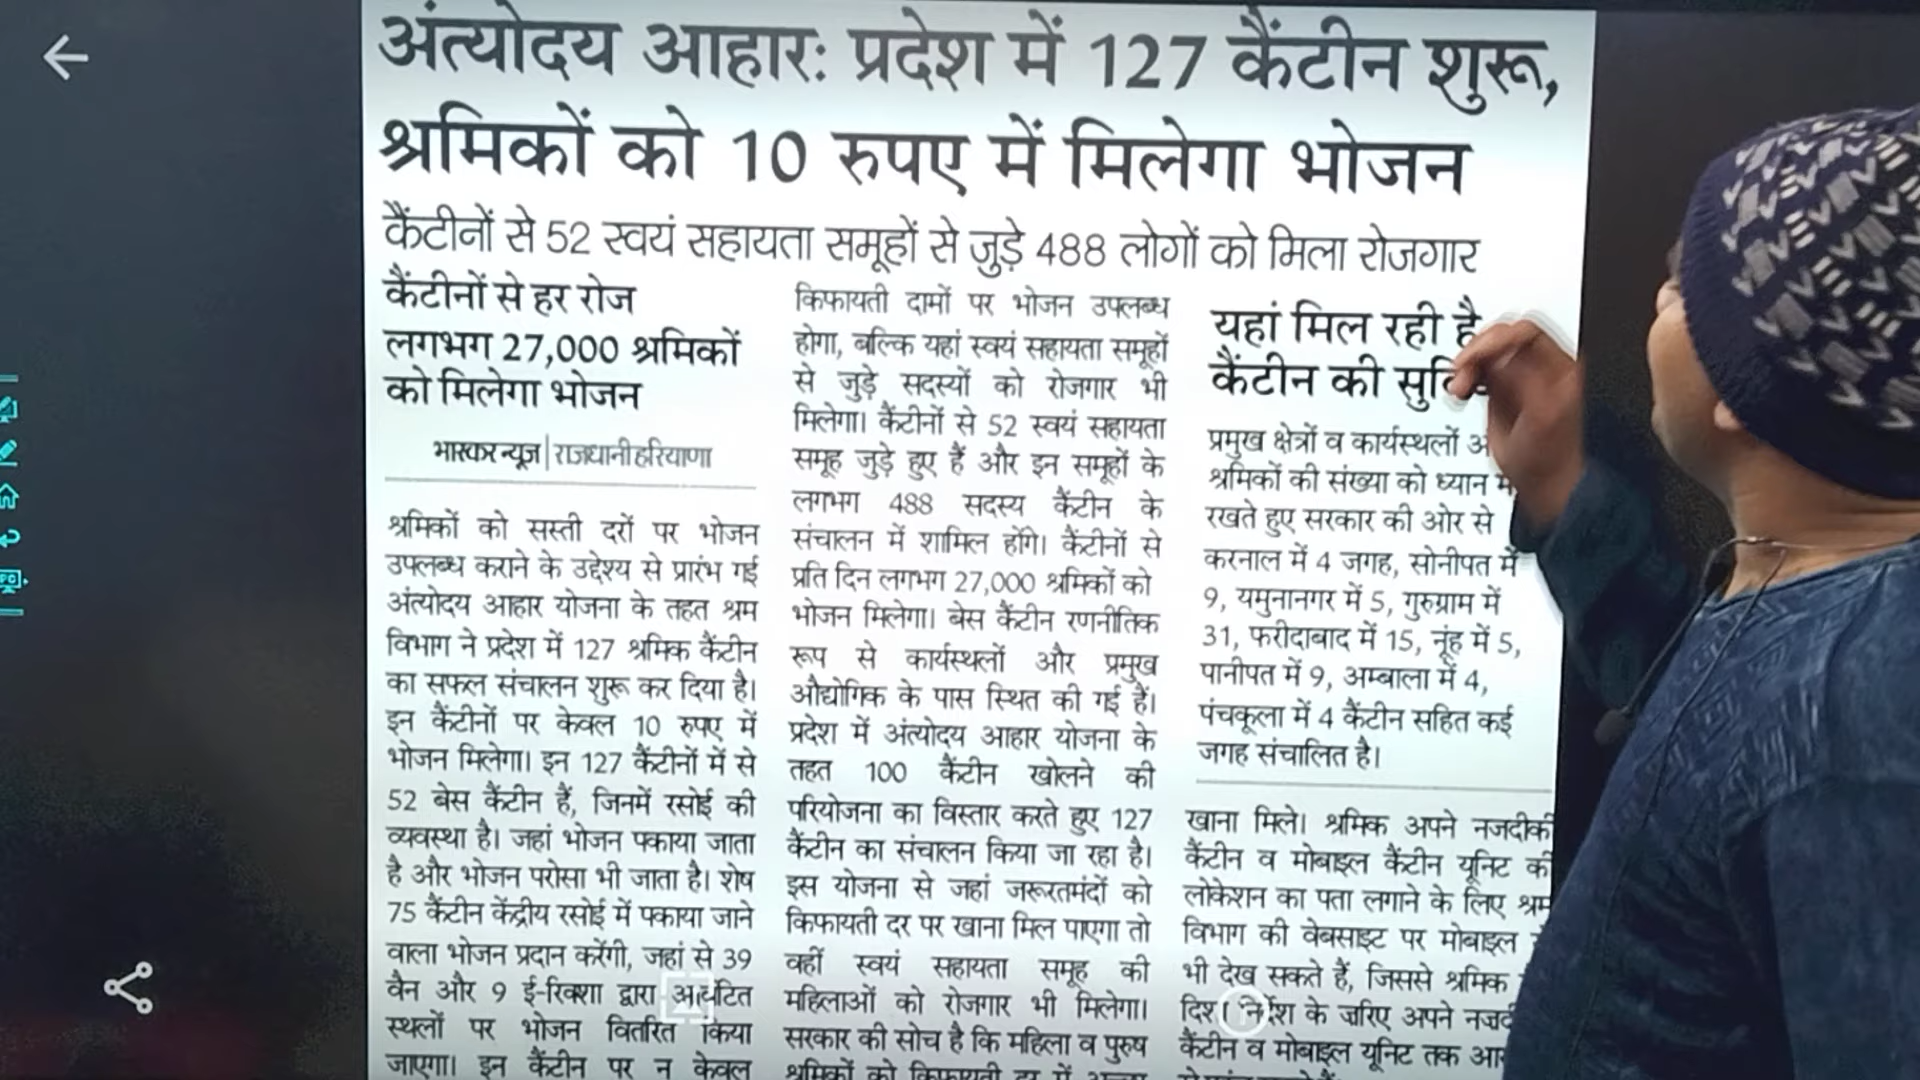 अंत्योदय आहार: प्रदेश में 127 कैंटीन शुरू,
श्रमिकों को 10 रुपए में मिलेगा भोजन
कैंटीनों से 52 स्वयं सहायता समूहों से जुड़े 488 लोगों को मिला रोजगार
कैंटीनों से हर रोज
लगभग 27,000 श्रमिकों
को मिलेगा भोजन
भास्कर न्यूज | राजधानी हरियाणा
श्रमिकों को सस्ती दरों पर भोजन
उपलब्ध कराने के उद्देश्य से प्रारंभ गई
अंत्योदय आहार योजना के तहत श्रम
विभाग ने प्रदेश में 127 श्रमिक कैंटीन
का सफल संचालन शुरू कर दिया है।
इन कैंटीनों पर केवल 10 रुपए में
भोजन मिलेगा। इन 127 कैंटीनों में से
52 बेस कैंटीन हैं, जिनमें रसोई की
व्यवस्था है। जहां भोजन पकाया जाता
है और भोजन परोसा भी जाता है। शेष
75 कैंटीन केंद्रीय रसोई में पकाया जाने
वाला भोजन प्रदान करेंगी, जहां से 39
वैन और 9 ई-रिक्शा द्वारा
स्थलों पर भोजन वितरित किया
जाएगा। इन कैंटीन पर न केवल
किफायती दामों पर भोजन उपलब्ध
होगा, बल्कि यहां स्वयं सहायता समूहों
से जुड़े सदस्यों को रोजगार भी
मिलेगा। कैंटीनों से 52 स्वयं सहायता
समूह जुड़े हुए हैं और इन समूहों के
लगभग 488 सदस्य कैंटीन के
संचालन में शामिल होंगे। कैंटीनों से
प्रति दिन लगभग 27,000 श्रमिकों को
भोजन मिलेगा। बेस कैंटीन रणनीतिक
रूप से कार्यस्थलों और प्रमुख
औद्योगिक के पास स्थित की गई हैं।
प्रदेश में अंत्योदय आहार योजना के
तहत 100 कैंटीन खोलने की
परियोजना का विस्तार करते हुए 127
कैंटीन का संचालन किया जा रहा है।
इस योजना से जहां जरूरतमंदों को
किफायती दर पर खाना मिल पाएगा तो
वहीं स्वयं सहायता समूह की
महिलाओं को रोजगार भी मिलेगा।
सरकार की सोच है कि महिला व पुरुष
श्रमिकों को किफायती दर में
यहां मिल रही है
कैंटीन की
प्रमुख क्षेत्रों व कार्यस्थलों
श्रमिकों की संख्या को ध्यान
रखते हुए सरकार की ओर से
करनाल में 4 जगह, सोनीपत में
9, यमुनानगर में 5, गुरुग्राम में
31, फरीदाबाद में 15, नूंह में 5,
पानीपत में 9, अम्बाला में 4,
पंचकूला में 4 कैंटीन सहित कई
जगह संचालित है।
खाना मिले। श्रमिक अपने नजदीकी
कैंटीन व मोबाइल कैंटीन यूनिट की
लोकेशन का पता लगाने के लिए श्रम
विभाग की वेबसाइट पर मोबाइल
भी देख सकते हैं, जिससे श्रमिक
के जरिए अपने
कैंटीन व मोबाइल यूनिट तक